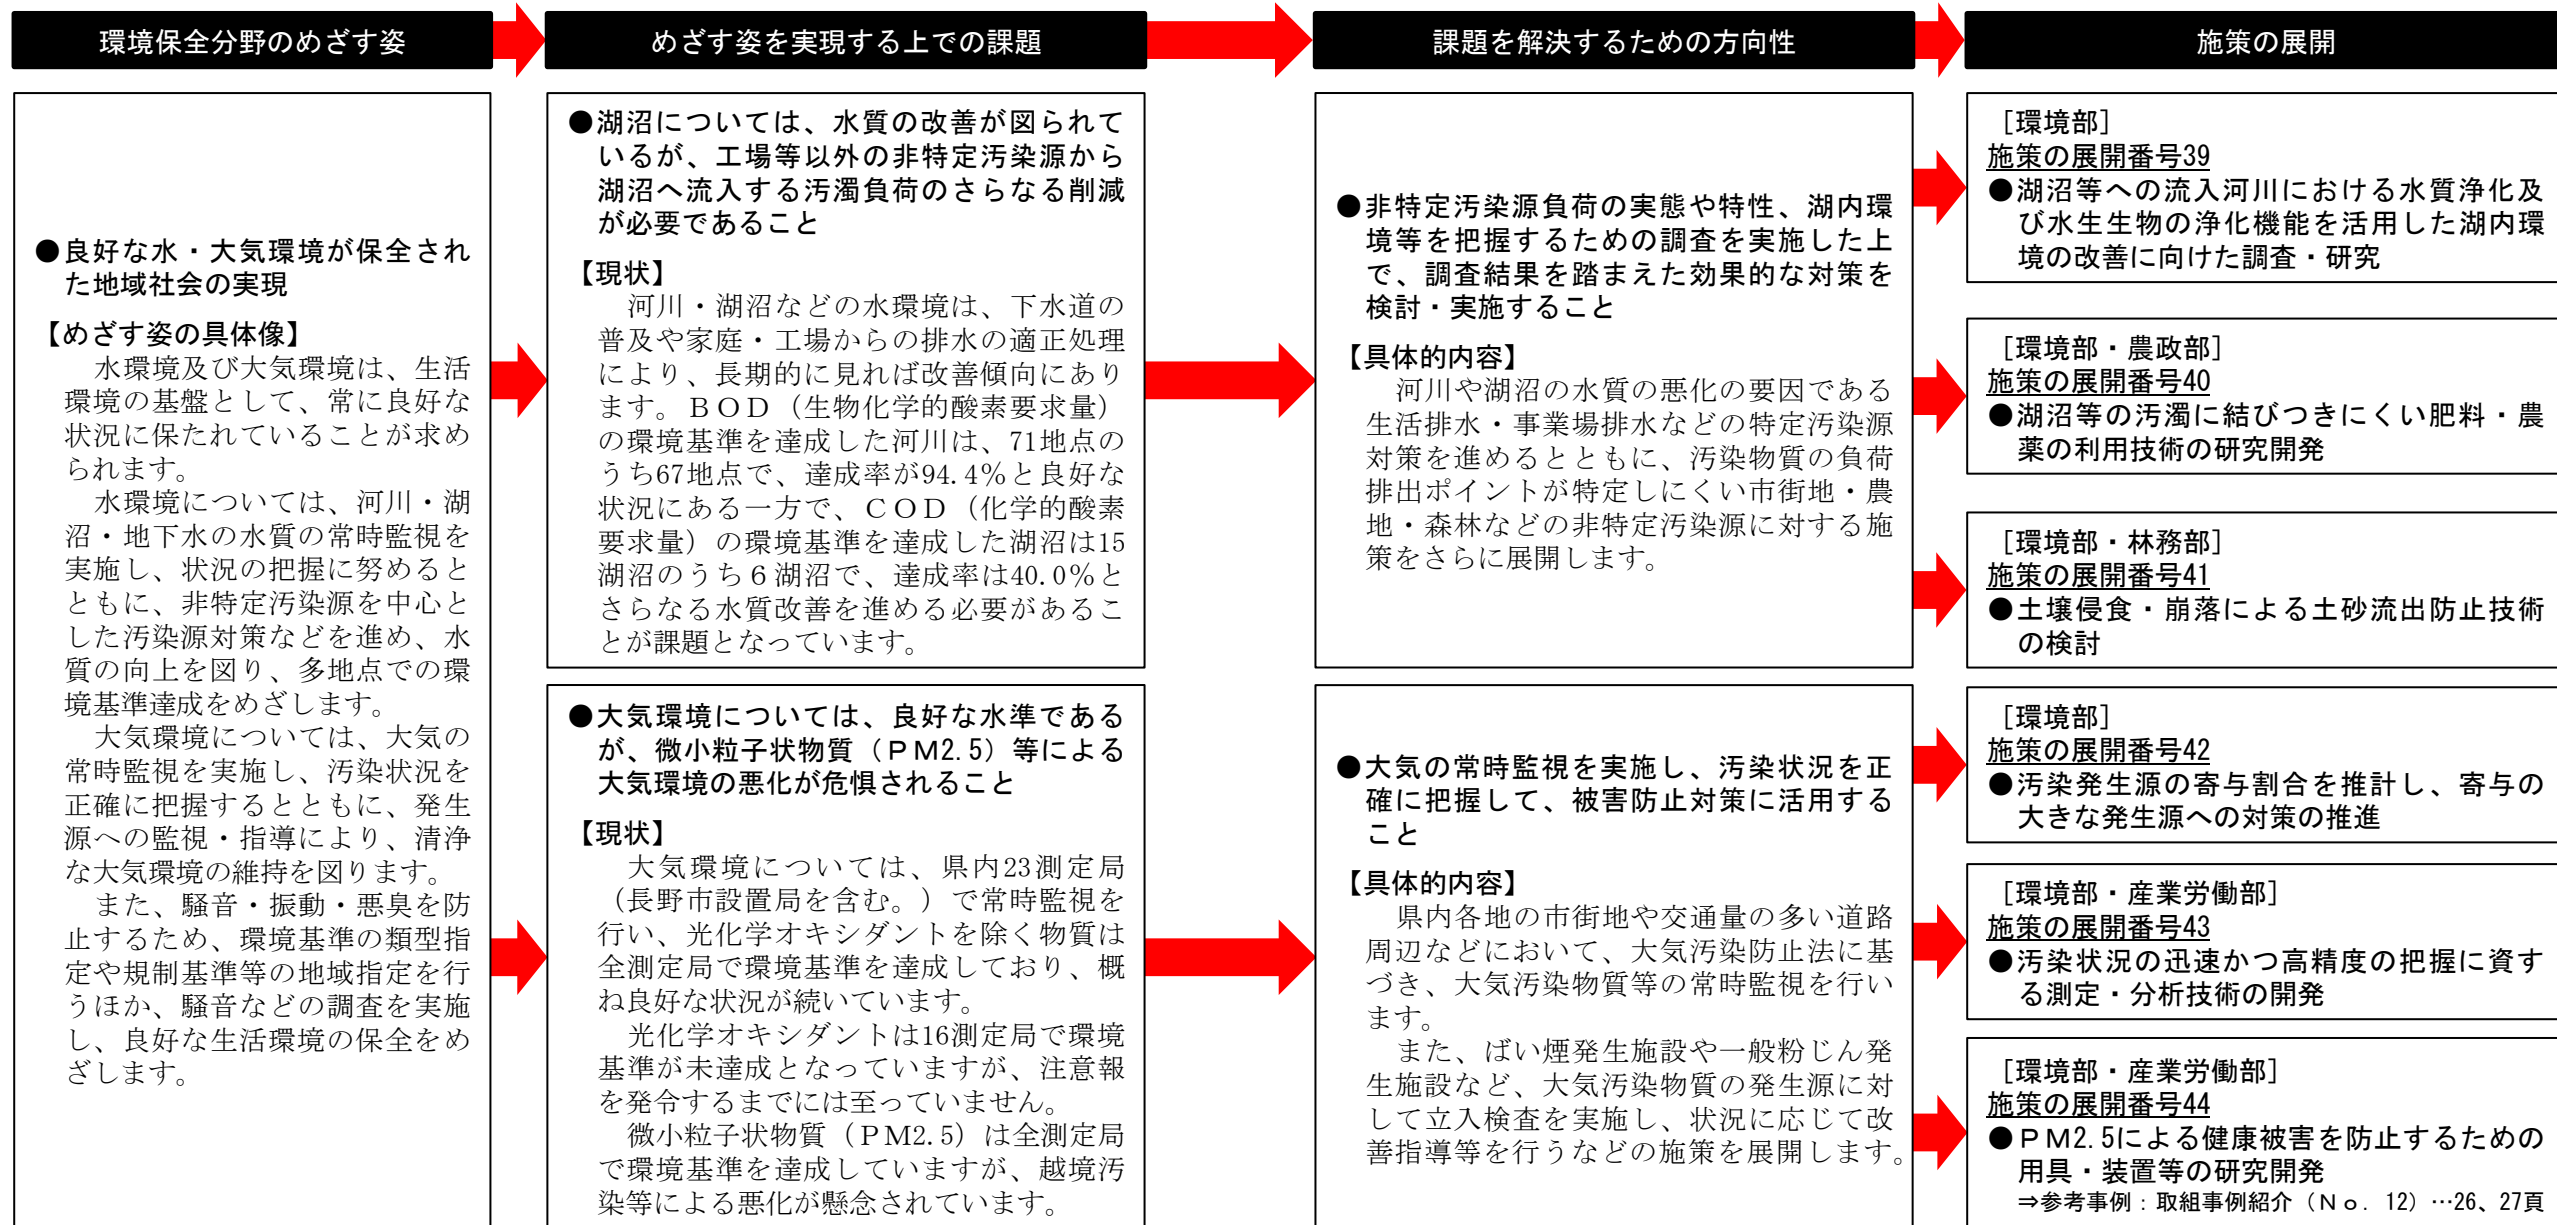 環境保全分野のめざす姿
めざす姿を実現する上での課題
課題を解決するための方向性
施策の展開
●良好な水・大気環境が保全され
た地域社会の実現
【めざす姿の具体像】
水環境及び大気環境は、生活
環境の基盤として、常に良好な
状況に保たれていることが求め
られます。
水環境については、河川・湖
沼・地下水の水質の常時監視を
実施し、状況の把握に努めると
ともに、非特定汚染源を中心と
した汚染源対策などを進め、水
質の向上を図り、多地点での環
境基準達成をめざします。
大気環境については、大気の
常時監視を実施し、汚染状況を
正確に把握するとともに、発生
源への監視・指導により、清浄
な大気環境の維持を図ります。
また、騒音・振動・悪臭を防
止するため、環境基準の類型指
定や規制基準等の地域指定を行
うほか、騒音などの調査を実施
し、良好な生活環境の保全をめ
ざします。
●湖沼については、水質の改善が図られて
いるが、工場等以外の非特定汚染源から
湖沼へ流入する汚濁負荷のさらなる削減
が必要であること
【現状】
河川・湖沼などの水環境は、下水道の
普及や家庭・工場からの排水の適正処理
により、長期的に見れば改善傾向にあり
ます。ＢＯＤ（生物化学的酸素要求量）
の環境基準を達成した河川は、71地点の
うち67地点で、達成率が94.4％と良好な
状況にある一方で、ＣＯＤ（化学的酸素
要求量）の環境基準を達成した湖沼は15
湖沼のうち６湖沼で、達成率は40.0％と
さらなる水質改善を進める必要があるこ
とが課題となっています。
●大気環境については、良好な水準である
が、微小粒子状物質（ＰＭ2.5）等による
大気環境の悪化が危惧されること
【現状】
大気環境については、県内23測定局
（長野市設置局を含む。）で常時監視を
行い、光化学オキシダントを除く物質は
全測定局で環境基準を達成しており、概
ね良好な状況が続いています。
光化学オキシダントは16測定局で環境
基準が未達成となっていますが、注意報
を発令するまでには至っていません。
微小粒子状物質（ＰＭ2.5）は全測定局
で環境基準を達成していますが、越境汚
染等による悪化が懸念されています。
●非特定汚染源負荷の実態や特性、湖内環
境等を把握するための調査を実施した上
で、調査結果を踏まえた効果的な対策を
検討・実施すること
【具体的内容】
河川や湖沼の水質の悪化の要因である
生活排水・事業場排水などの特定汚染源
対策を進めるとともに、汚染物質の負荷
排出ポイントが特定しにくい市街地・農
地・森林などの非特定汚染源に対する施
策をさらに展開します。
●大気の常時監視を実施し、汚染状況を正
確に把握して、被害防止対策に活用する
こと
【具体的内容】
県内各地の市街地や交通量の多い道路
周辺などにおいて、大気汚染防止法に基
づき、大気汚染物質等の常時監視を行い
ます。
また、ばい煙発生施設や一般粉じん発
生施設など、大気汚染物質の発生源に対
して立入検査を実施し、状況に応じて改
善指導等を行うなどの施策を展開します。
［環境部］
施策の展開番号39
●湖沼等への流入河川における水質浄化及
び水生生物の浄化機能を活用した湖内環
境の改善に向けた調査・研究
［環境部・農政部］
施策の展開番号40
●湖沼等の汚濁に結びつきにくい肥料・農
薬の利用技術の研究開発
［環境部・林務部］
施策の展開番号41
●土壌侵食・崩落による土砂流出防止技術
の検討
［環境部］
施策の展開番号42
●汚染発生源の寄与割合を推計し、寄与の
大きな発生源への対策の推進
［環境部・産業労働部］
施策の展開番号43
●汚染状況の迅速かつ高精度の把握に資す
る測定・分析技術の開発
［環境部・産業労働部］
施策の展開番号44
●ＰＭ2.5による健康被害を防止するための
用具・装置等の研究開発
⇒参考事例：取組事例紹介（Ｎｏ．12）…26、27頁